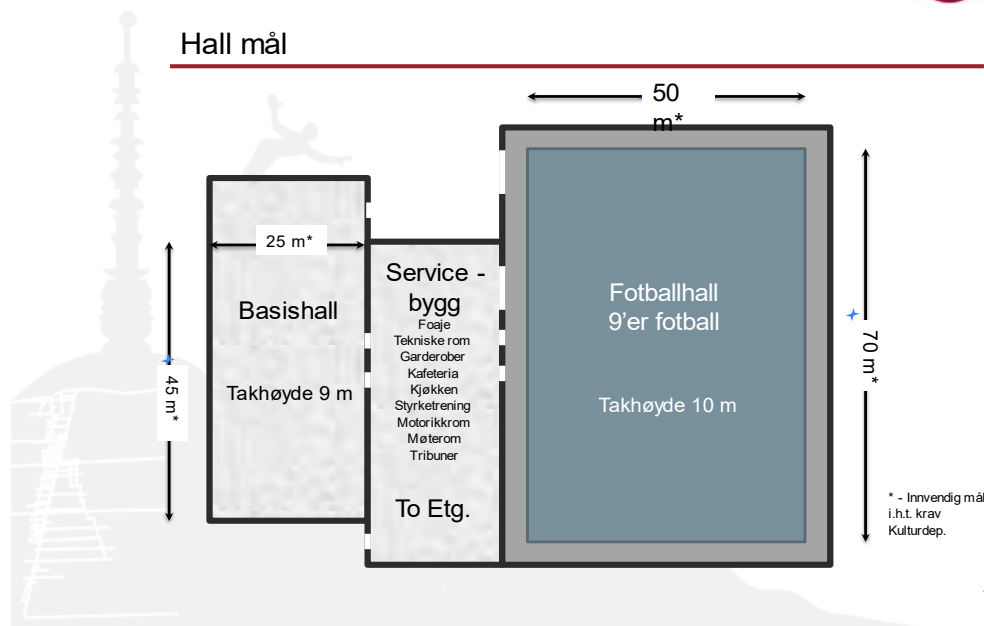 Hall mål
50
m*
25 m*
Basishall
Takhøyde 9 m
45 m*
Service -
bygg
Foaje
Tekniske rom
Garderober
Kafeteria
Kjøkken
Styrketrening
Motorikkrom
Møterom
Tribuner
To Etg.
Fotballhall
9’er fotball
Takhøyde 10 m
70 m*
* - Innvendig mål
i.h.t. krav
Kulturdep.